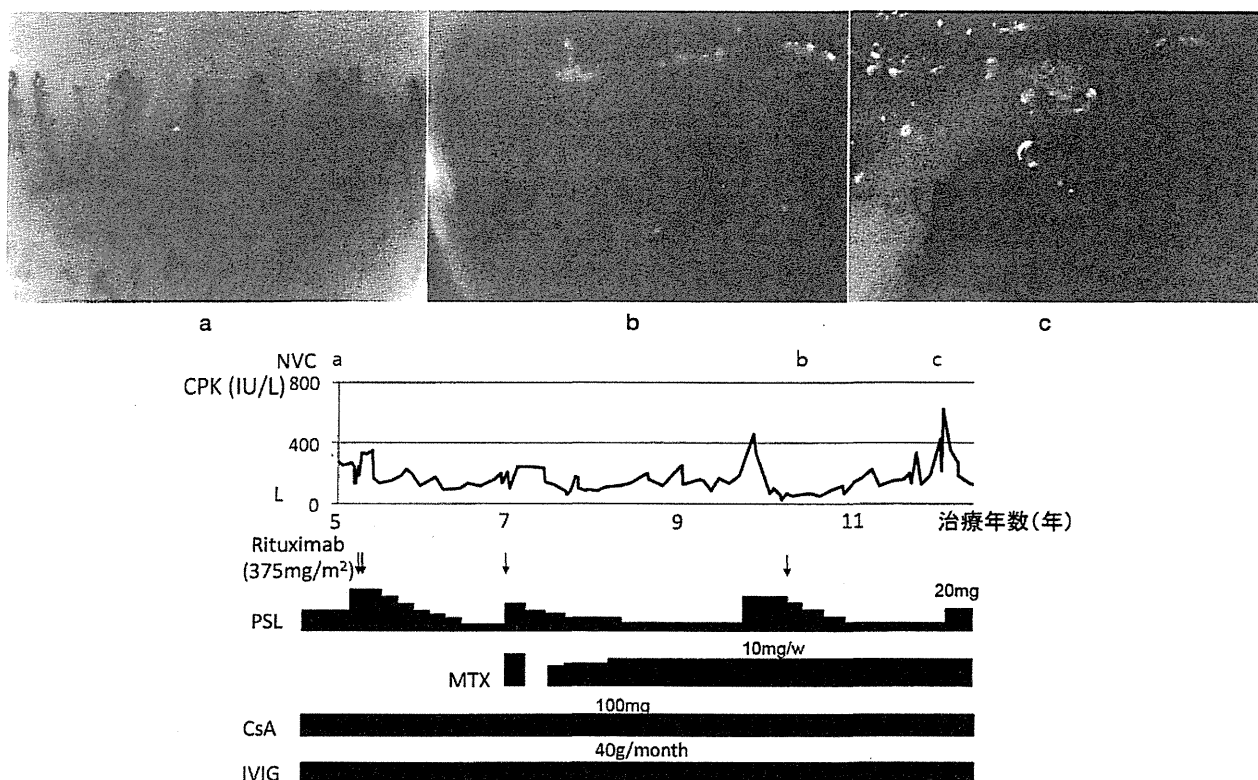 a b c
NVC a b c
CPK (IU/L) 800
400
L 0
5 7 9 11 治療年数(年)
Rituximab
(375mg/m²)
20mg
PSL
10mg/w
MTX
100mg
CsA
40g/month
IVIG